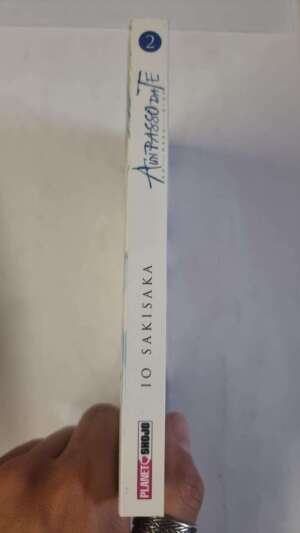 2
A UN PASSO DA TE
IO SAKISAKA
PLANET SHOJO